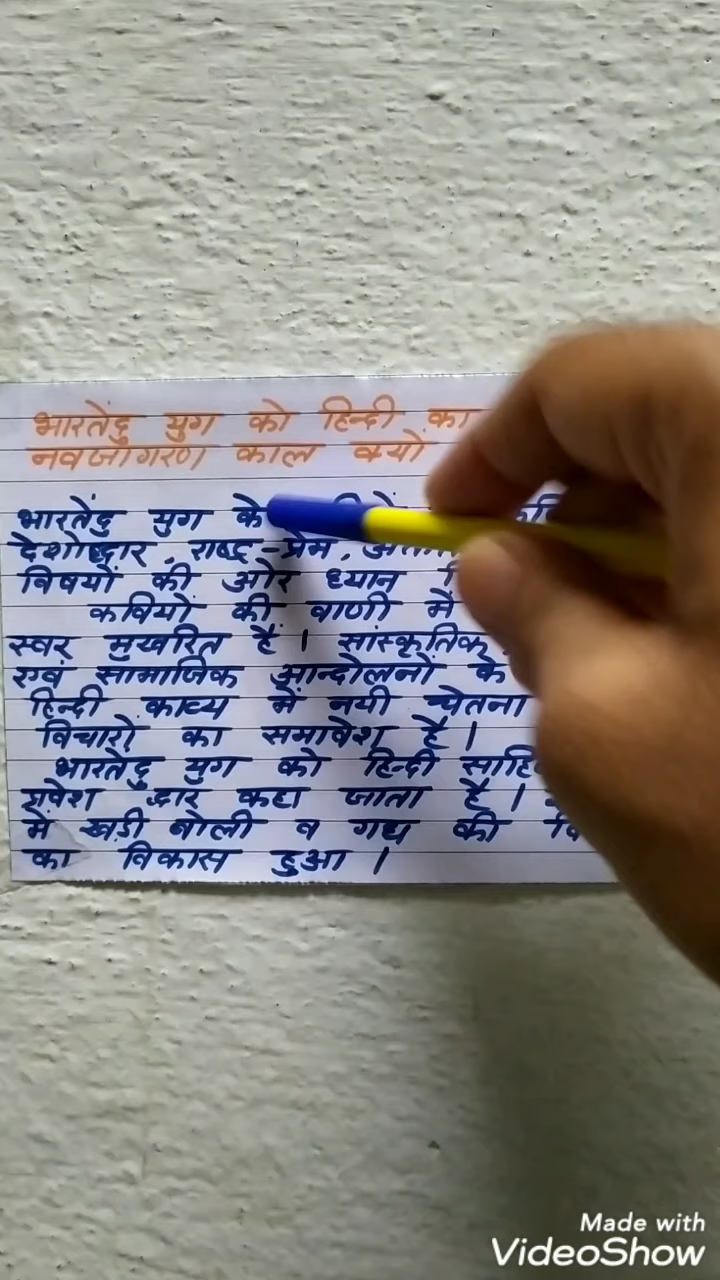 भारतेंदु युग को हिन्दी का
नवजागरण काल क्यों
भारतेंदु युग के
देशोद्धार, राष्ट्र-प्रेम,
विषयों की ओर ध्यान
कवियों की वाणी में
स्वर मुखरित है । सांस्कृतिक
एवं सामाजिक आन्दोलनों के
हिन्दी काव्य में नयी चेतना
विचारों का समावेश है ।
भारतेंदु युग को हिन्दी
प्रवेश द्वार कहा जाता है ।
में खड़ी बोली व गद्य की
का विकास हुआ ।
Made with
VideoShow